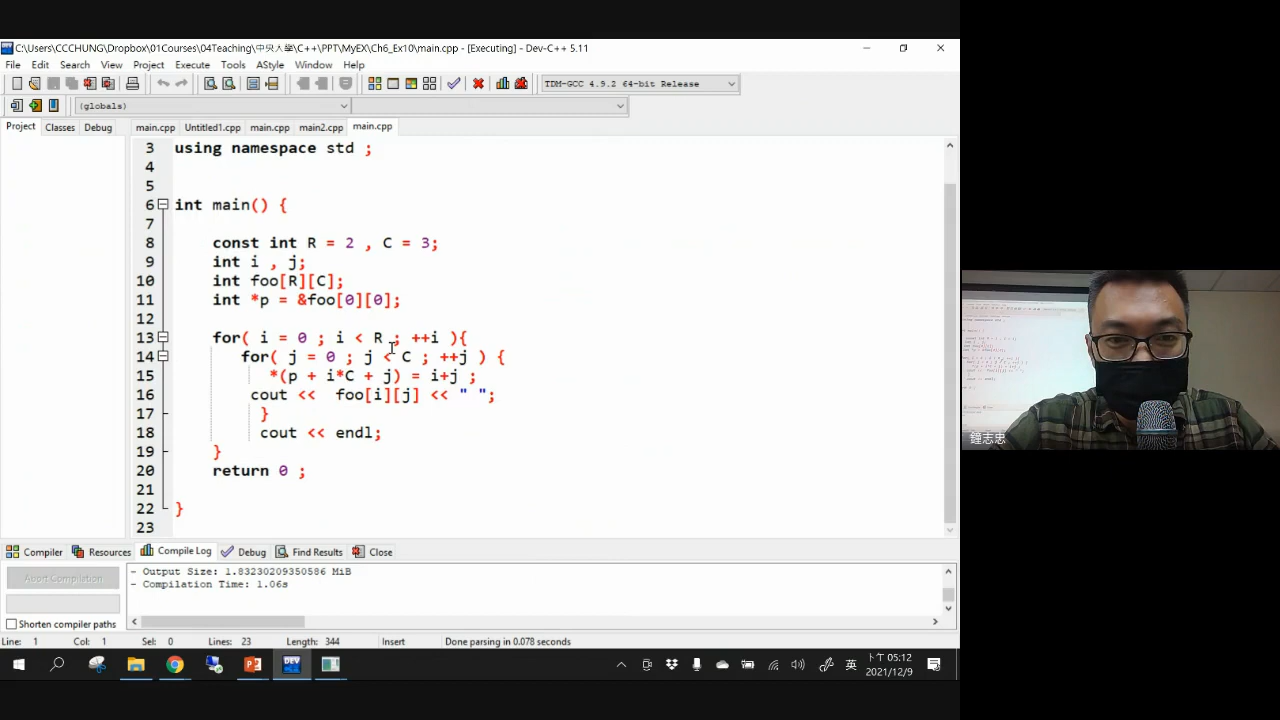 C:\Users\CCCHUNG\Dropbox\01Courses\04Teaching\中央大學\C++\PPT\MyEX\Ch6_Ex10\main.cpp - [Executing] - Dev-C++ 5.11
File Edit Search View Project Execute Tools AStyle Window Help
TDM-GCC 4.9.2 64-bit Release
(globals)
Project Classes Debug main.cpp Untitled1.cpp main.cpp main2.cpp main.cpp
3 using namespace std ;
4
5
6 int main() {
7
8 const int R = 2 , C = 3;
9 int i , j;
10 int foo[R][C];
11 int *p = &foo[0][0];
12
13 for( i = 0 ; i < R ; ++i ){
14 for( j = 0 ; j < C ; ++j ) {
15 *(p + i*C + j) = i+j ;
16 cout << foo[i][j] << " ";
17 }
18 cout << endl;
19 }
20 return 0 ;
21
22 }
23
鐘志忠
Compiler Resources Compile Log Debug Find Results Close
Abort Compilation
Shorten compiler paths
- Output Size: 1.83230209350586 MiB
- Compilation Time: 1.06s
Line: 1 Col: 1 Sel: 0 Lines: 23 Length: 344 Insert Done parsing in 0.078 seconds
DEV
英
下午 05:12
2021/12/9